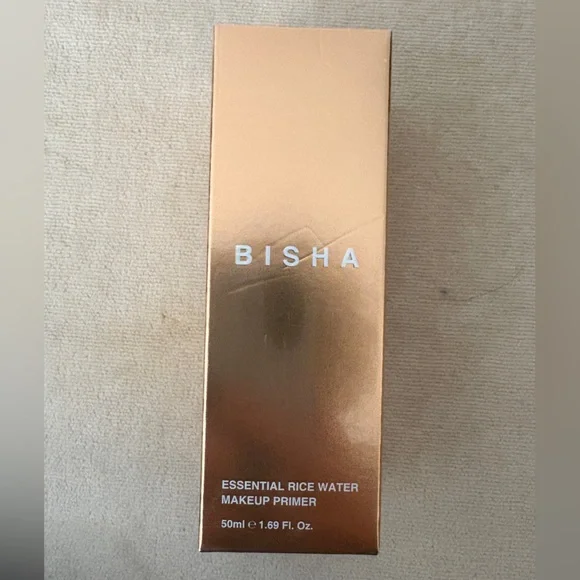 BISHA
ESSENTIAL RICE WATER
MAKEUP PRIMER
50ml ℮ 1.69 Fl. Oz.